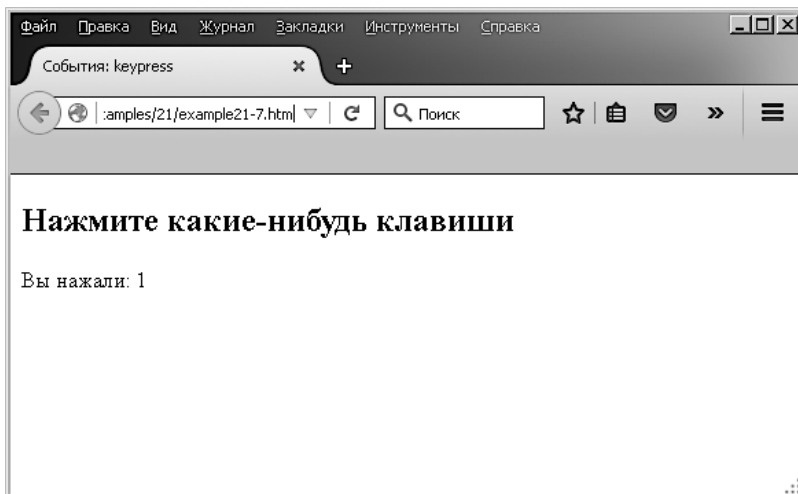 Файл Правка Вид Журнал Закладки Инструменты Справка
События: keypress
:amples/21/example21-7.htm
Поиск
Нажмите какие-нибудь клавиши
Вы нажали: 1